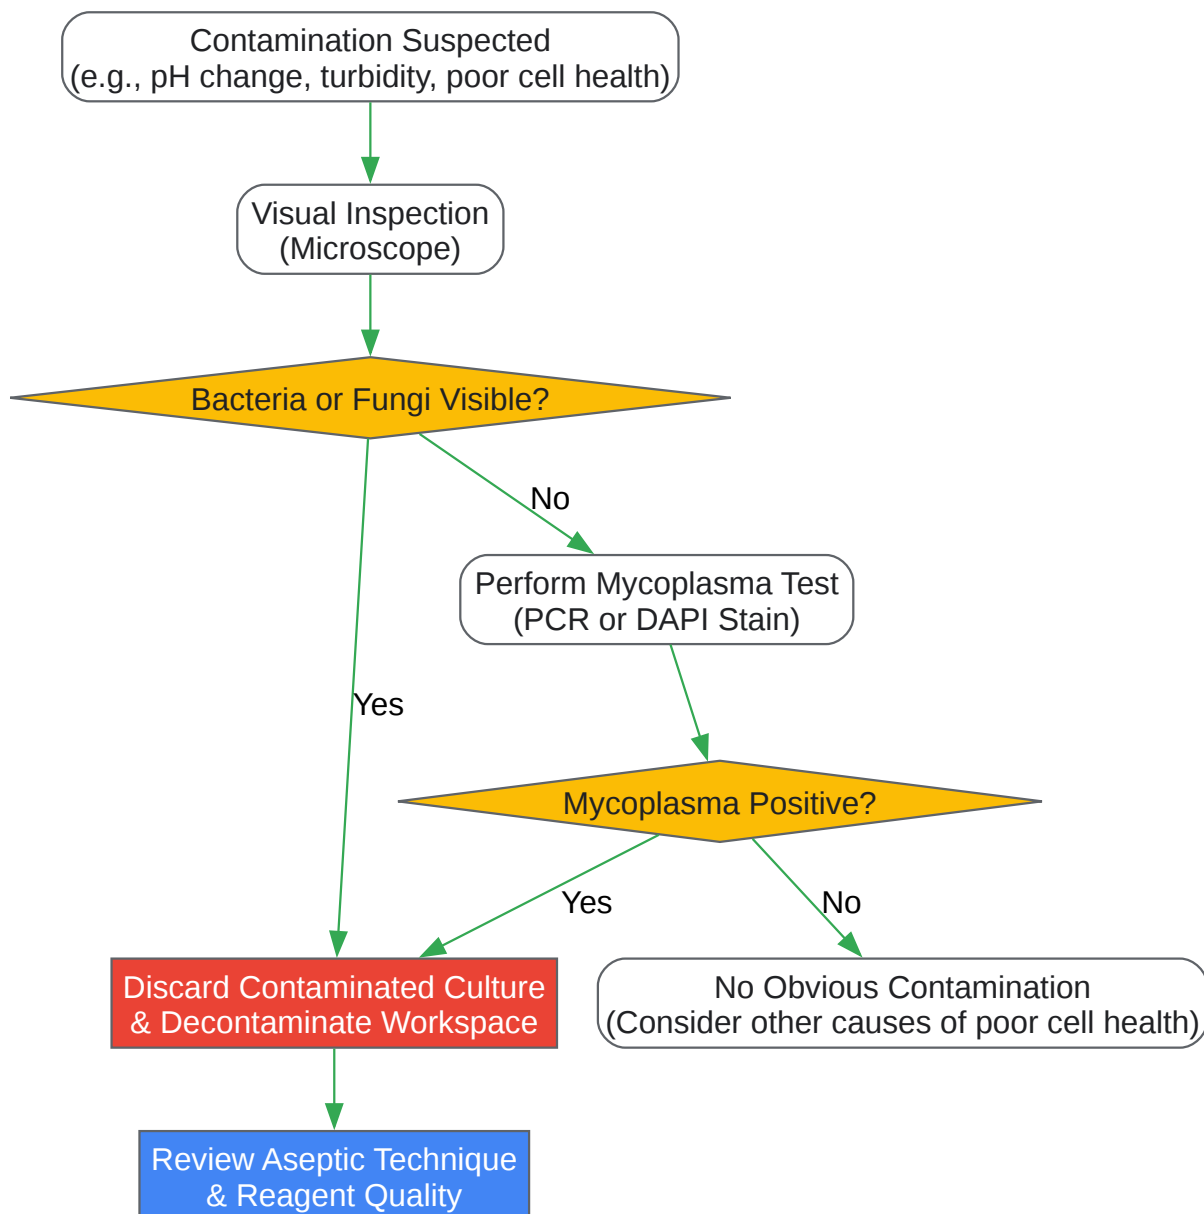 Contamination Suspected
(e.g., pH change, turbidity, poor cell health)
Visual Inspection
(Microscope)
Bacteria or Fungi Visible?
No
Perform Mycoplasma Test
(PCR or DAPI Stain)
Yes
Mycoplasma Positive?
Yes
No
Discard Contaminated Culture
& Decontaminate Workspace
No Obvious Contamination
(Consider other causes of poor cell health)
Review Aseptic Technique
& Reagent Quality